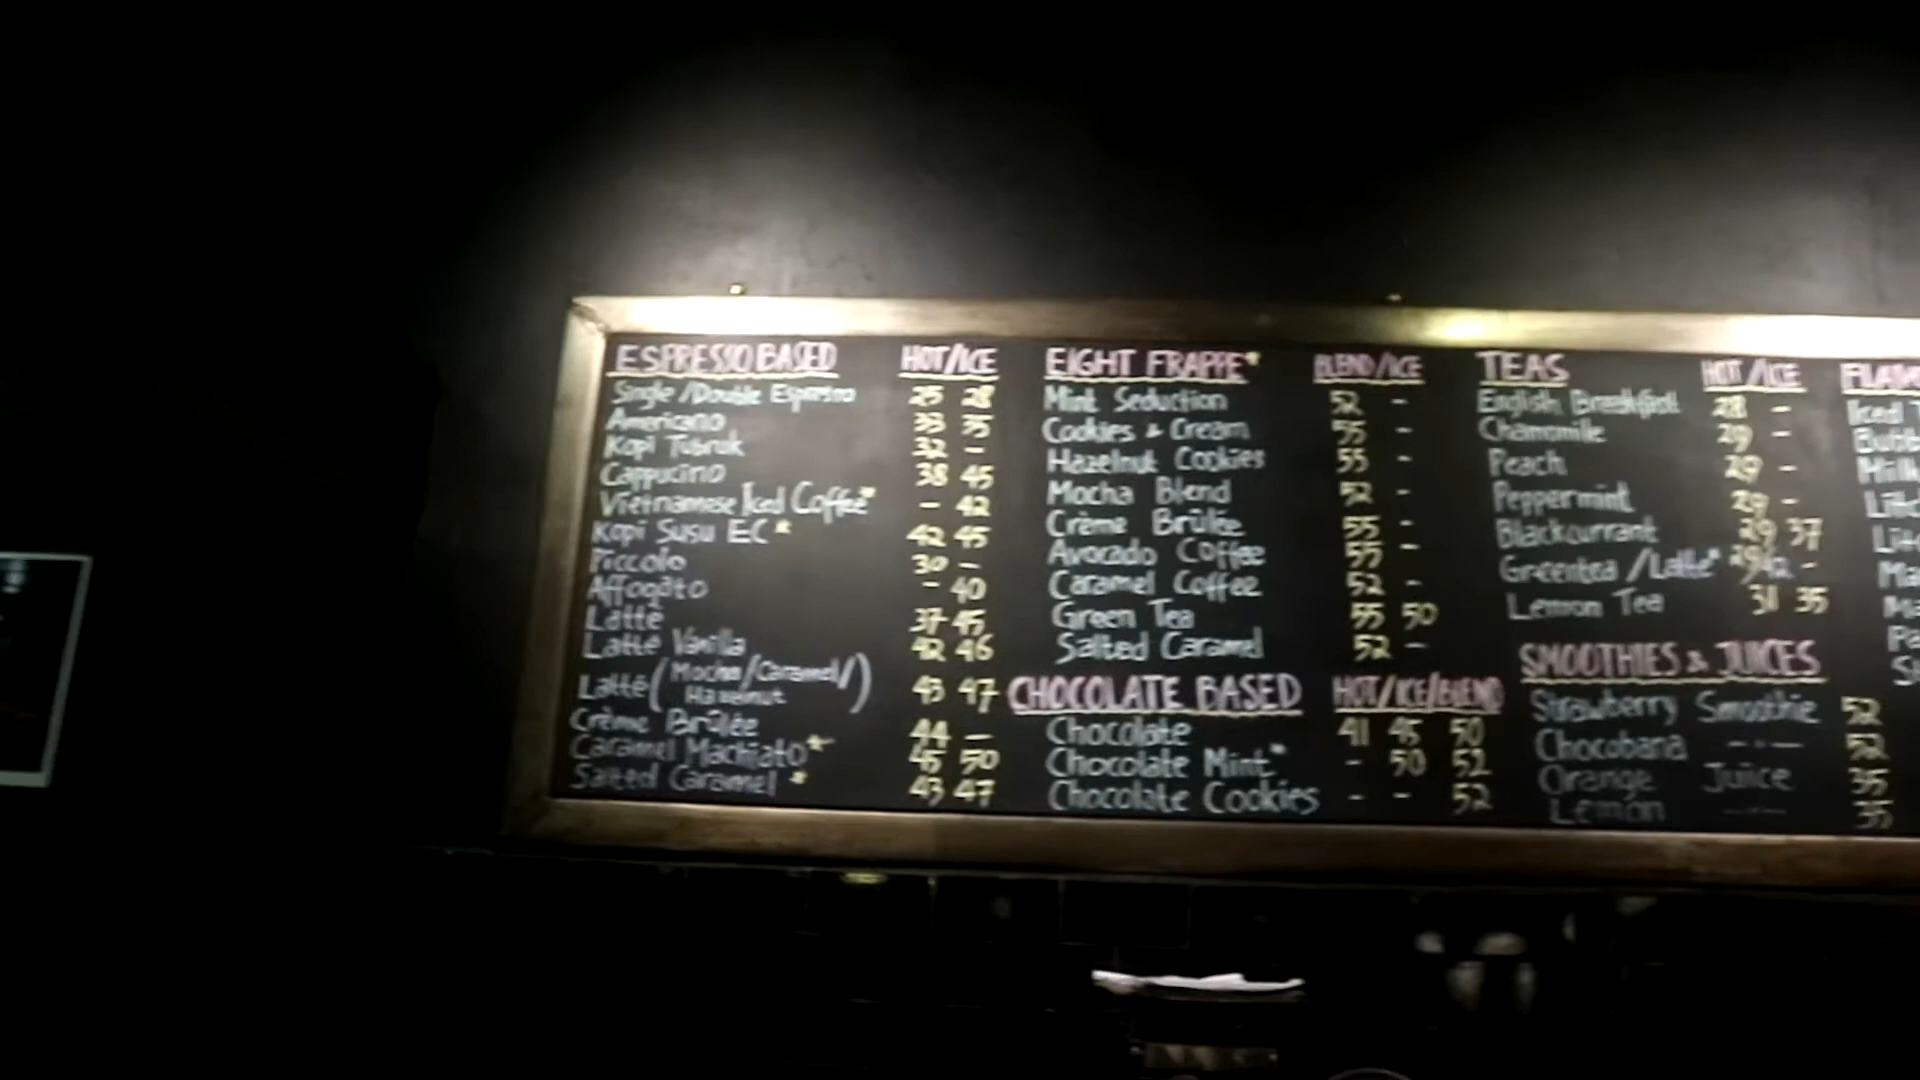 ESPRESSO BASED HOT/ICE
Single/Double Espresso 25 28
Americano 33 35
Kopi Tubruk 32 -
Cappucino 38 45
Vietnamese Iced Coffee* - 42
Kopi Susu EC* 42 45
Piccolo 30 -
Affogato - 40
Latte 37 45
Latte Vanilla 42 46
Latte (Mocha/Caramel/
Hazelnut) 43 47
Crème Brûlée 44 -
Caramel Machiato* 45 50
Salted Caramel* 43 47
EIGHT FRAPPE* BLEND/ICE
Mint Seduction 52 -
Cookies & Cream 55 -
Hazelnut Cookies 55 -
Mocha Blend 52 -
Crème Brûlée 55 -
Avocado Coffee 55 -
Caramel Coffee 52 -
Green Tea 55 50
Salted Caramel 52 -
CHOCOLATE BASED HOT/ICE/BLEND
Chocolate 41 45 50
Chocolate Mint* - 50 52
Chocolate Cookies - - 52
TEAS HOT/ICE
English Breakfast 28 -
Chamomile 29 -
Peach 29 -
Peppermint 29 -
Blackcurrant 29 37
Greentea/Latte* -
Lemon Tea 31 35
SMOOTHIES & JUICES
Strawberry Smoothie 52
Chocobana -"- 52
Orange Juice 35
Lemon -"- 35
Iced